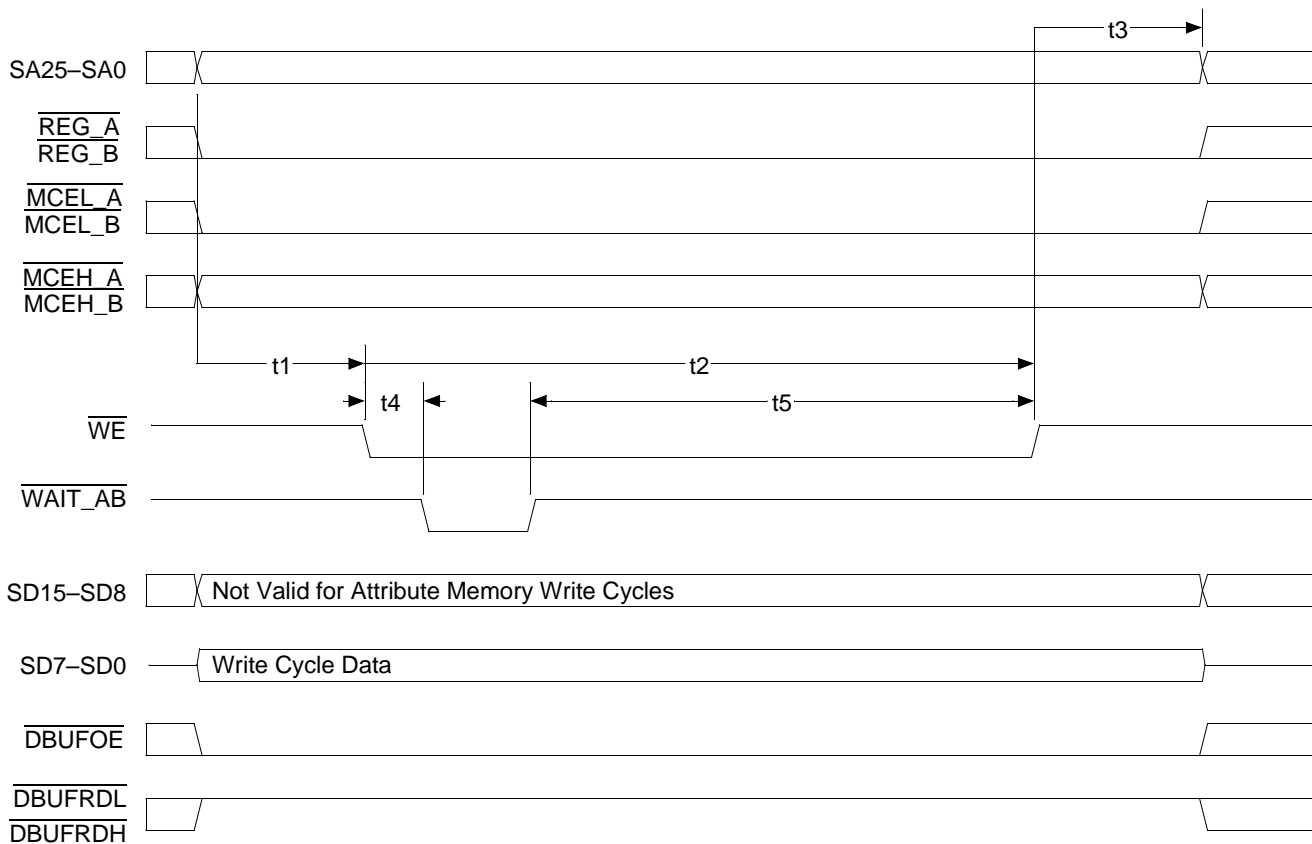 t3
SA25–SA0
REG_A
REG_B
MCEL_A
MCEL_B
MCEH_A
MCEH_B
t1 t2
t4 t5
WE
WAIT_AB
SD15–SD8 Not Valid for Attribute Memory Write Cycles
SD7–SD0 Write Cycle Data
DBUFOE
DBUFRDL
DBUFRDH